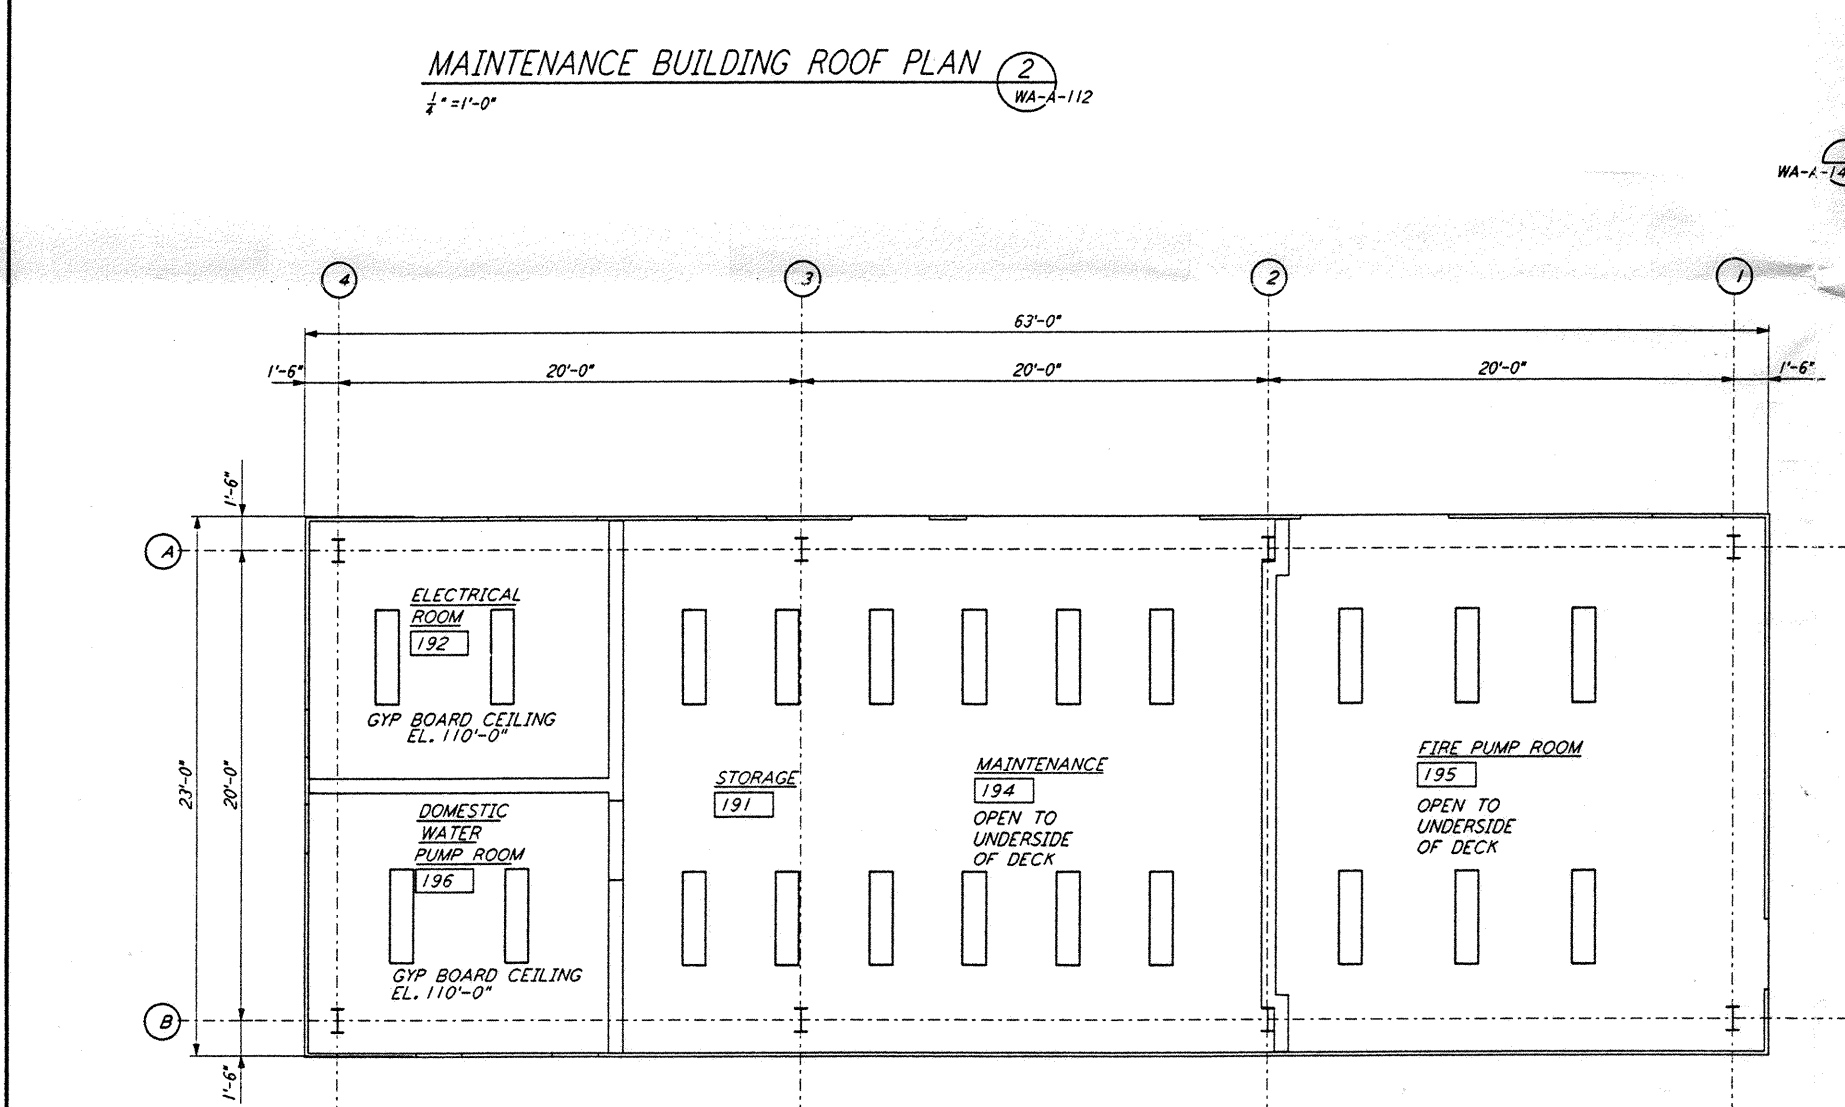 MAINTENANCE BUILDING ROOF PLAN
2
1/4"=1'-0"
WA-A-112
WA-A-14
4
3
2
1
63'-0"
1'-6"
20'-0"
20'-0"
20'-0"
1'-6"
1'-6"
A
ELECTRICAL
ROOM
192
GYP BOARD CEILING
EL. 110'-0"
23'-0"
20'-0"
STORAGE
191
MAINTENANCE
194
OPEN TO
UNDERSIDE
OF DECK
FIRE PUMP ROOM
195
OPEN TO
UNDERSIDE
OF DECK
DOMESTIC
WATER
PUMP ROOM
196
GYP BOARD CEILING
EL. 110'-0"
B
1'-6"